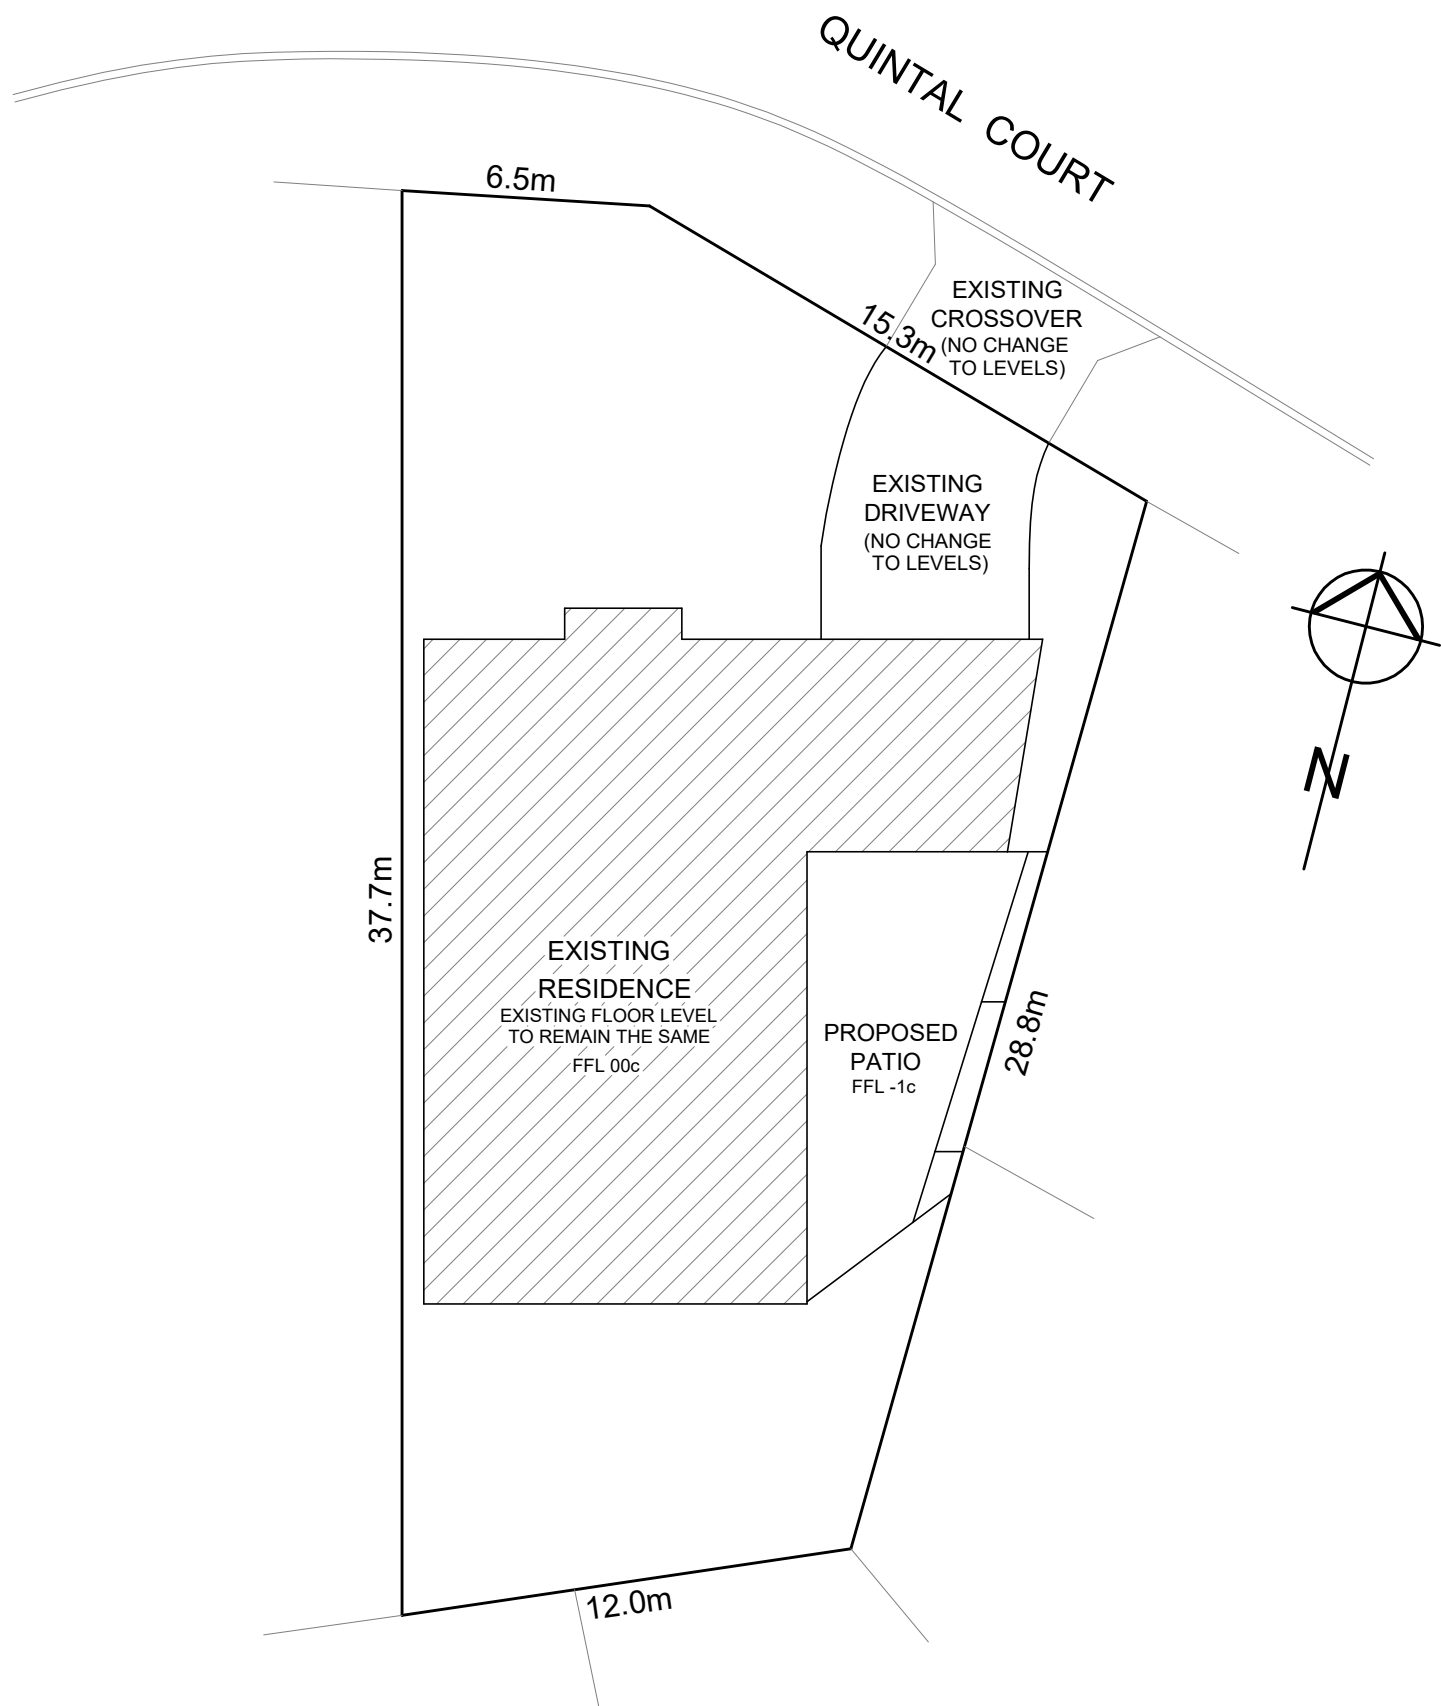 QUINTAL COURT
6.5m
15.3m
EXISTING
CROSSOVER
(NO CHANGE
TO LEVELS)
EXISTING
DRIVEWAY
(NO CHANGE
TO LEVELS)
N
37.7m
EXISTING
RESIDENCE
EXISTING FLOOR LEVEL
TO REMAIN THE SAME
FFL 00c
PROPOSED
PATIO
FFL -1c
28.8m
12.0m